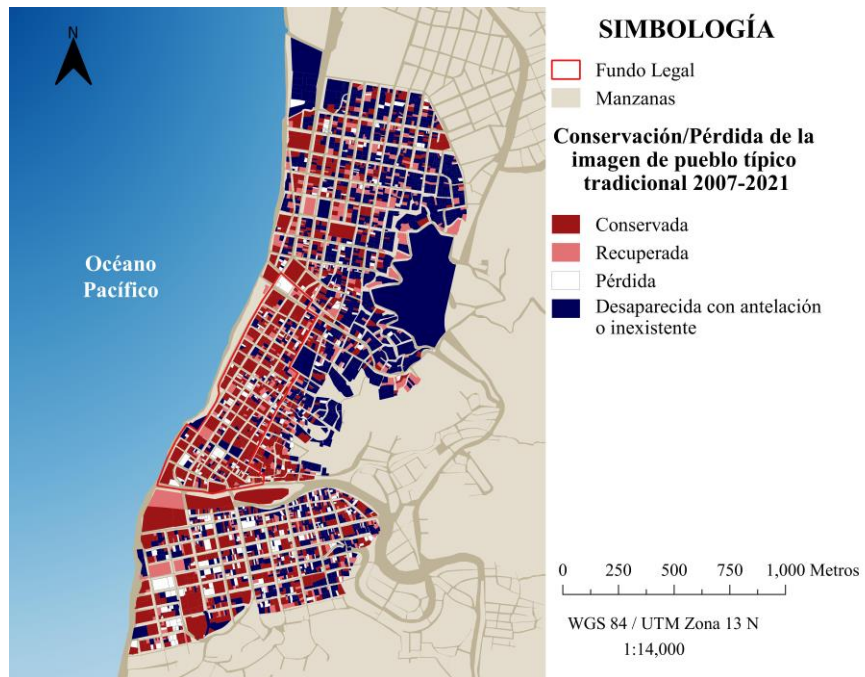 N
Océano
Pacífico
SIMBOLOGÍA
Fundo Legal
Manzanas
Conservación/Pérdida de la
imagen de pueblo típico
tradicional 2007-2021
Conservada
Recuperada
Pérdida
Desaparecida con antelación
o inexistente
0 250 500 750 1,000 Metros
WGS 84 / UTM Zona 13 N
1:14,000